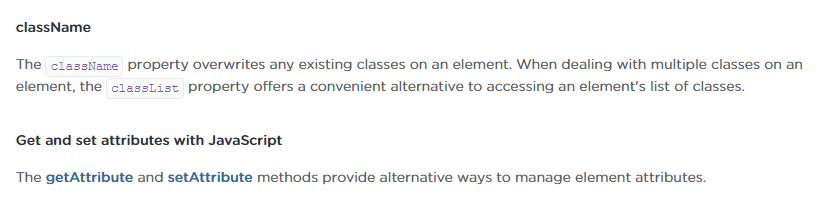 className
The className property overwrites any existing classes on an element. When dealing with multiple classes on an
element, the classList property offers a convenient alternative to accessing an element's list of classes.
Get and set attributes with JavaScript
The getAttribute and setAttribute methods provide alternative ways to manage element attributes.